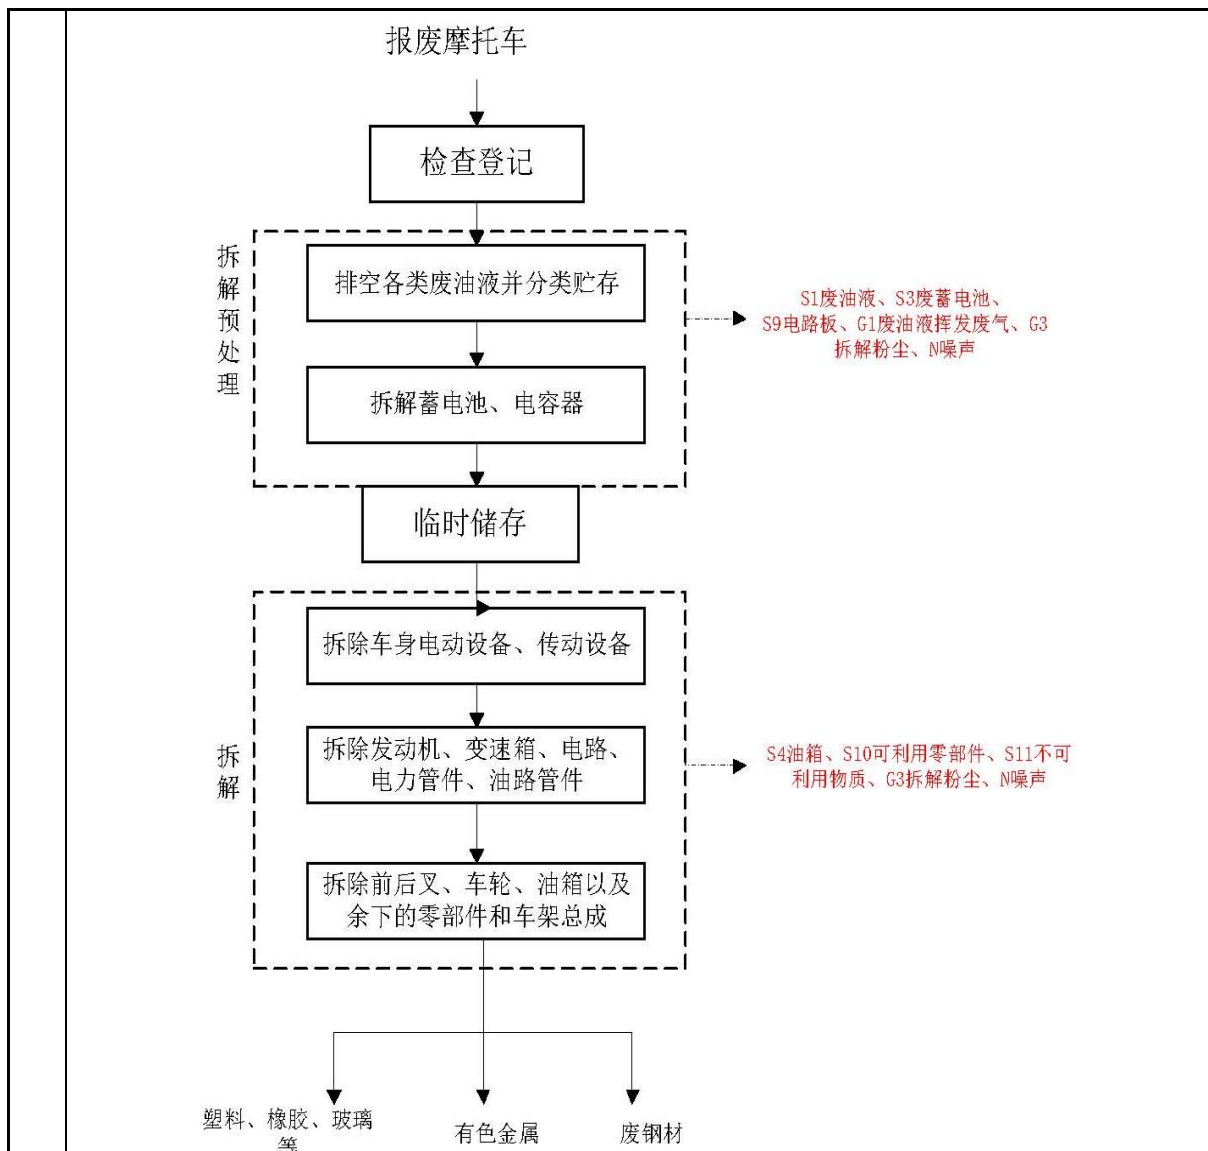 报废摩托车
检查登记
拆解预处理
排空各类废油液并分类贮存
拆解蓄电池、电容器
S1废油液、S3废蓄电池、
S9电路板、G1废油液挥发废气、G3
拆解粉尘、N噪声
临时储存
拆解
拆除车身电动设备、传动设备
拆除发动机、变速箱、电路、
电力管件、油路管件
拆除前后叉、车轮、油箱以及
余下的零部件和车架总成
S4油箱、S10可利用零部件、S11不可
利用物质、G3拆解粉尘、N噪声
塑料、橡胶、玻璃
等
有色金属
废钢材